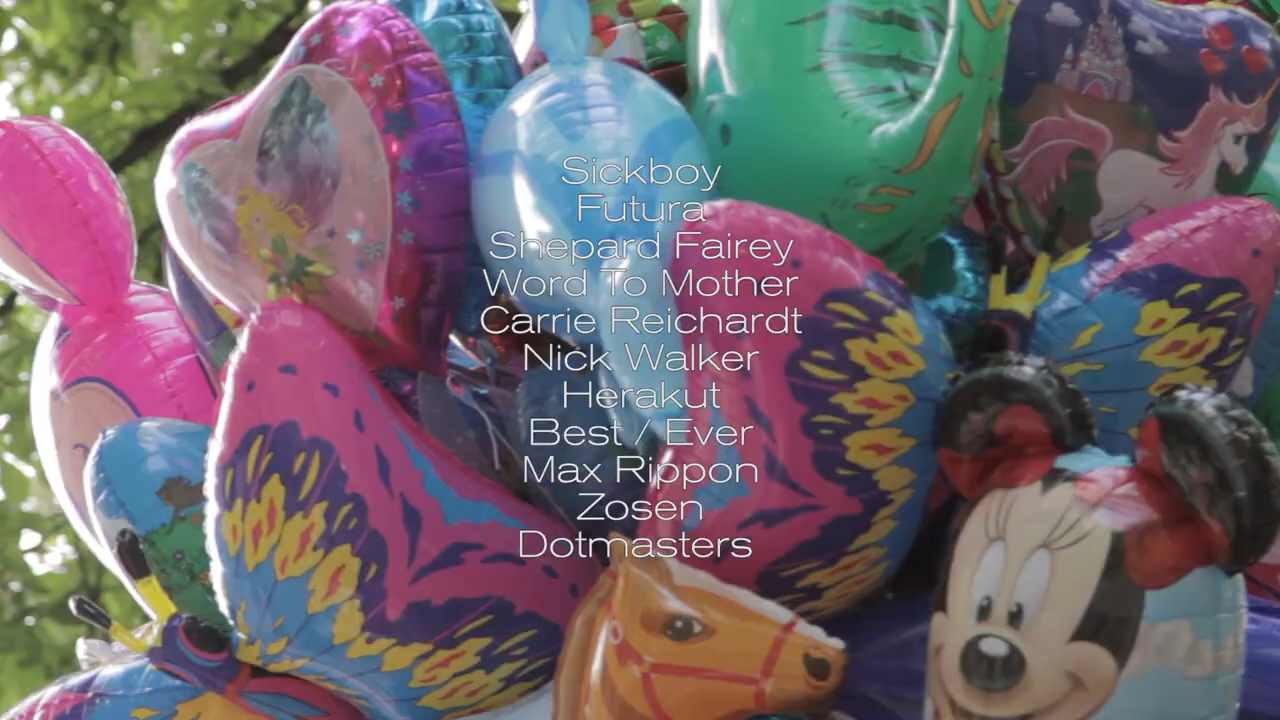 Sickboy
Futura
Shepard Fairey
Word To Mother
Carrie Reichardt
Nick Walker
Herakut
Best / Ever
Max Rippon
Zosen
Dotmasters